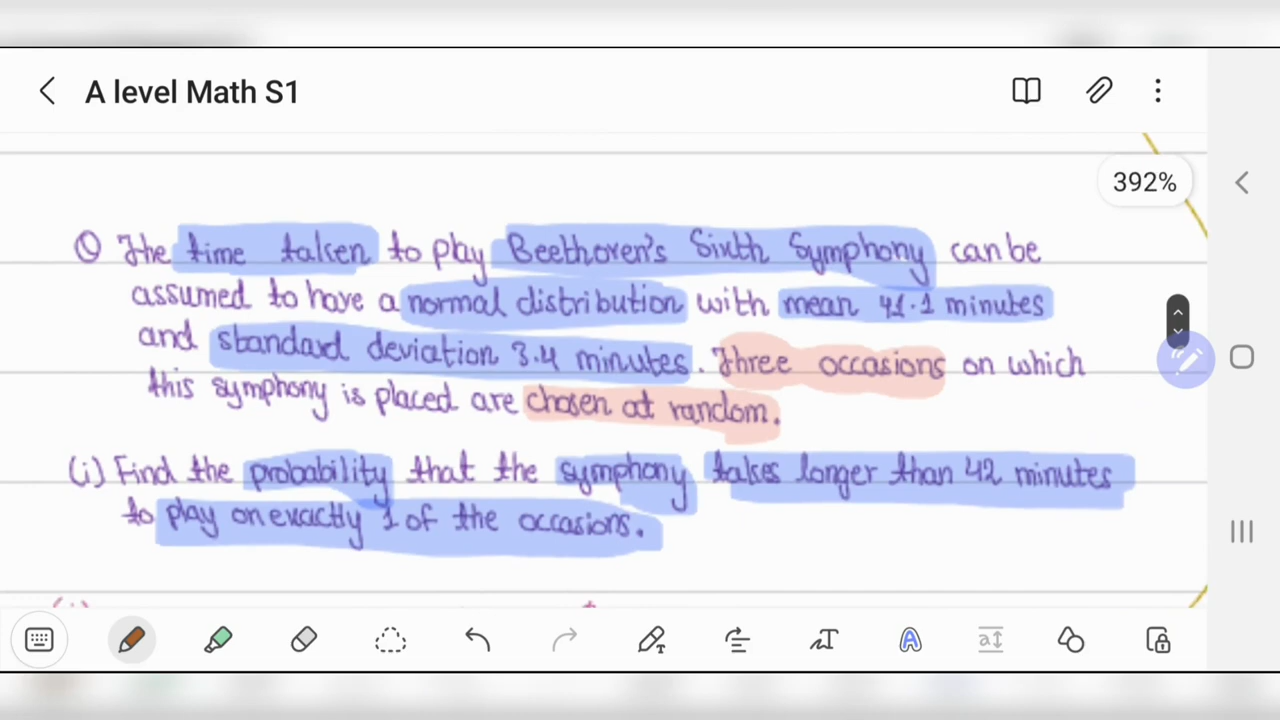 A level Math S1
392%
Q The time taken to play Beethoven's Sixth Symphony can be
assumed to have a normal distribution with mean 41.1 minutes
and standard deviation 3.4 minutes. Three occasions on which
this symphony is placed are chosen at random.
(i) Find the probability that the symphony takes longer than 42 minutes
to play on exactly 1 of the occasions.